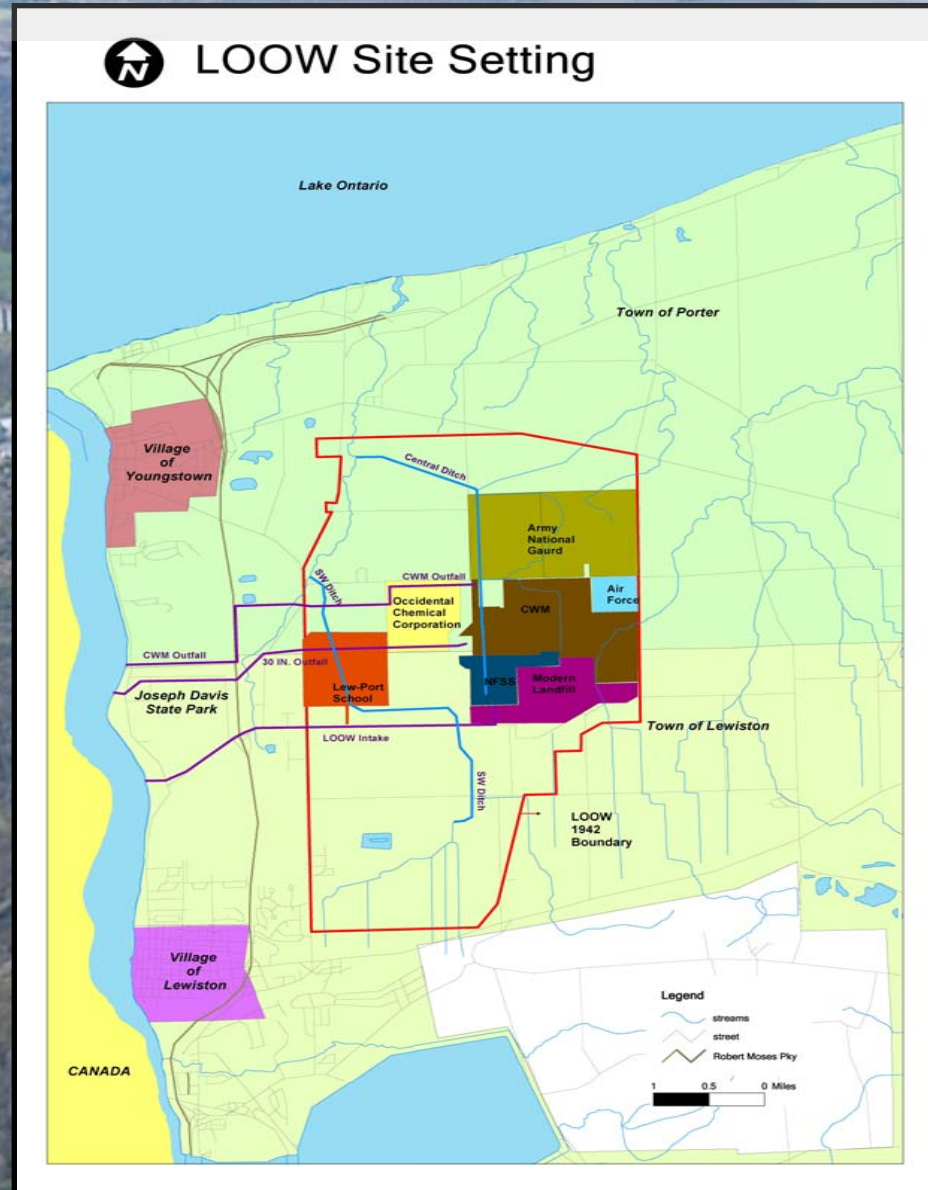 N
LOOW Site Setting
Lake Ontario
Town of Porter
Village
of
Youngstown
Central Ditch
Army
National
Gaurd
SW Ditch
CWM Outfall
Occidental
Chemical
Corporation
CWM
Air
Force
CWM Outfall
30 IN. Outfall
Lew-Port
School
NFSS
Modern
Landfill
Joseph Davis
State Park
LOOW Intake
Town of Lewiston
SW Ditch
LOOW
1942
Boundary
Village
of
Lewiston
CANADA
Legend
streams
street
Robert Moses Pky
1 0.5 0 Miles